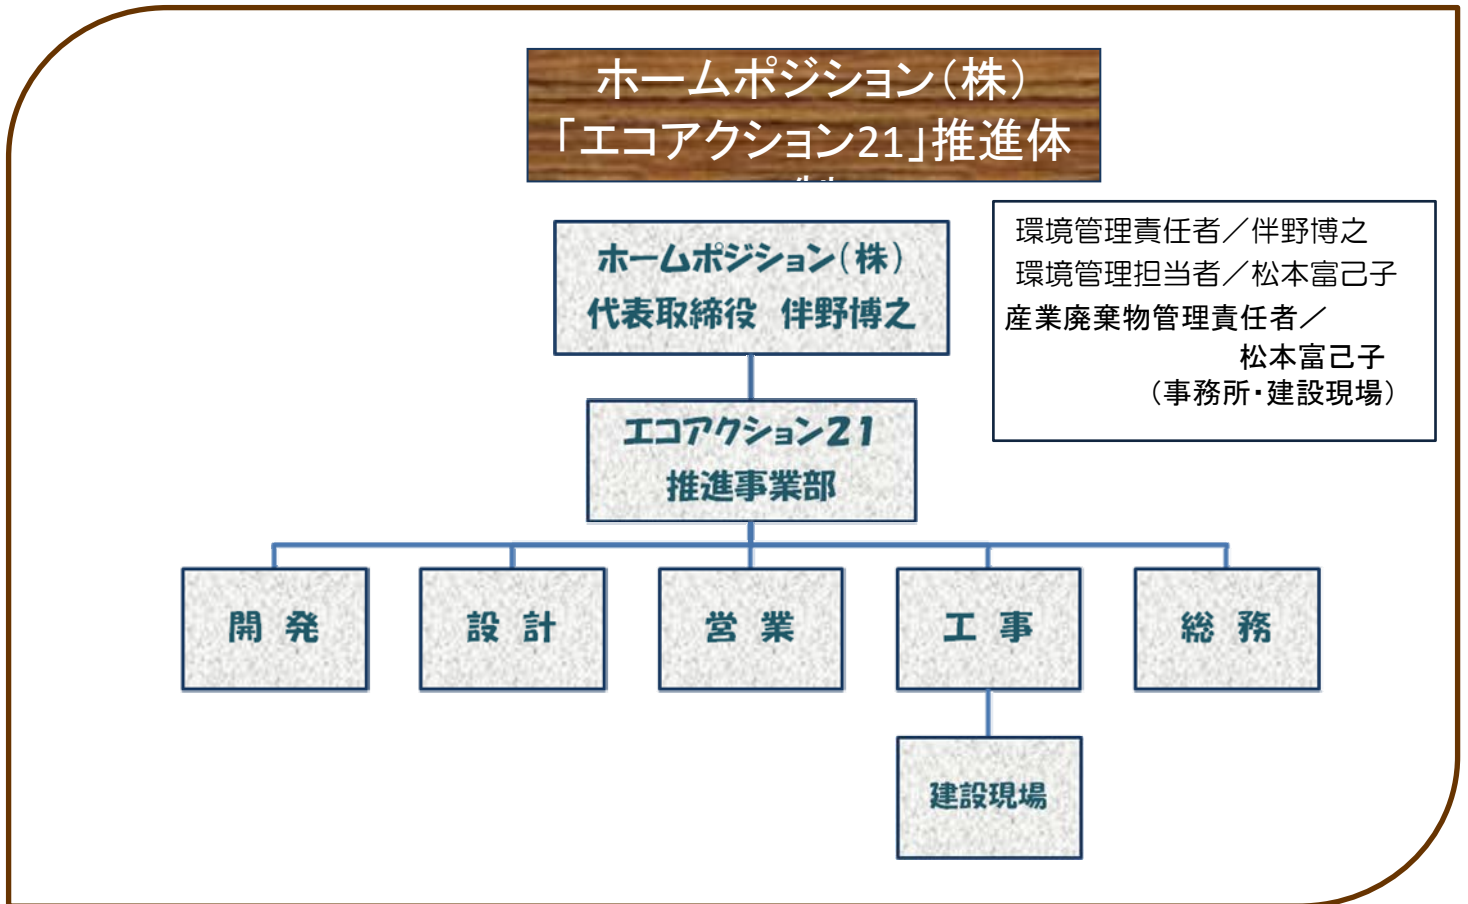 ホームポジション（株）
「エコアクション21」推進体
ホームポジション（株）
代表取締役　伴野博之
環境管理責任者／伴野博之
環境管理担当者／松本富己子
産業廃棄物管理責任者／
松本富己子
（事務所・建設現場）
エコアクション２１
推進事業部
開 発
設 計
営 業
工 事
総 務
建設現場